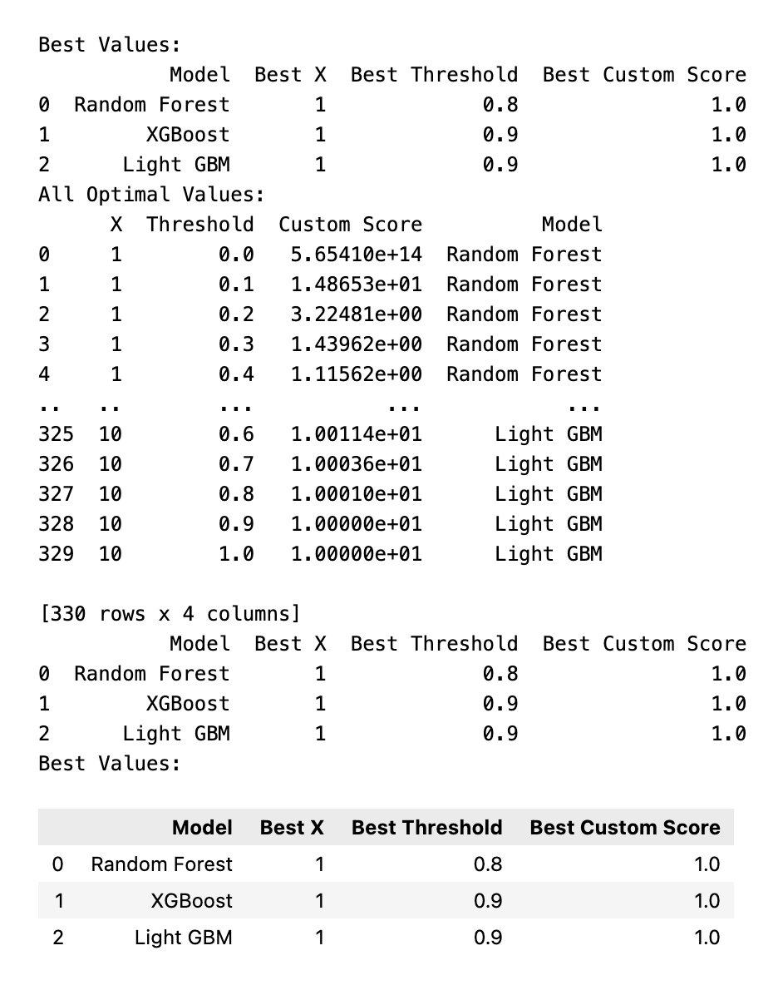 Best Values:
Model Best X Best Threshold Best Custom Score
0 Random Forest 1 0.8 1.0
1 XGBoost 1 0.9 1.0
2 Light GBM 1 0.9 1.0
All Optimal Values:
X Threshold Custom Score Model
0 1 0.0 5.65410e+14 Random Forest
1 1 0.1 1.48653e+01 Random Forest
2 1 0.2 3.22481e+00 Random Forest
3 1 0.3 1.43962e+00 Random Forest
4 1 0.4 1.11562e+00 Random Forest
.. .. ... ... ...
325 10 0.6 1.00114e+01 Light GBM
326 10 0.7 1.00036e+01 Light GBM
327 10 0.8 1.00010e+01 Light GBM
328 10 0.9 1.00000e+01 Light GBM
329 10 1.0 1.00000e+01 Light GBM
[330 rows x 4 columns]
Model Best X Best Threshold Best Custom Score
0 Random Forest 1 0.8 1.0
1 XGBoost 1 0.9 1.0
2 Light GBM 1 0.9 1.0
Best Values:
Model Best X Best Threshold Best Custom Score
0 Random Forest 1 0.8 1.0
1 XGBoost 1 0.9 1.0
2 Light GBM 1 0.9 1.0